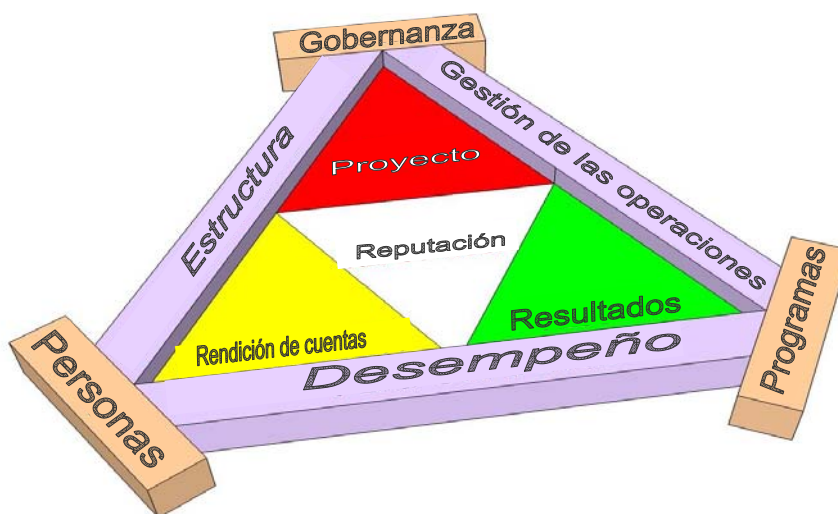 Gobernanza
Estructura
Gestión de las operaciones
Proyecto
Reputación
Rendición de cuentas
Resultados
Desempeño
Personas
Programas